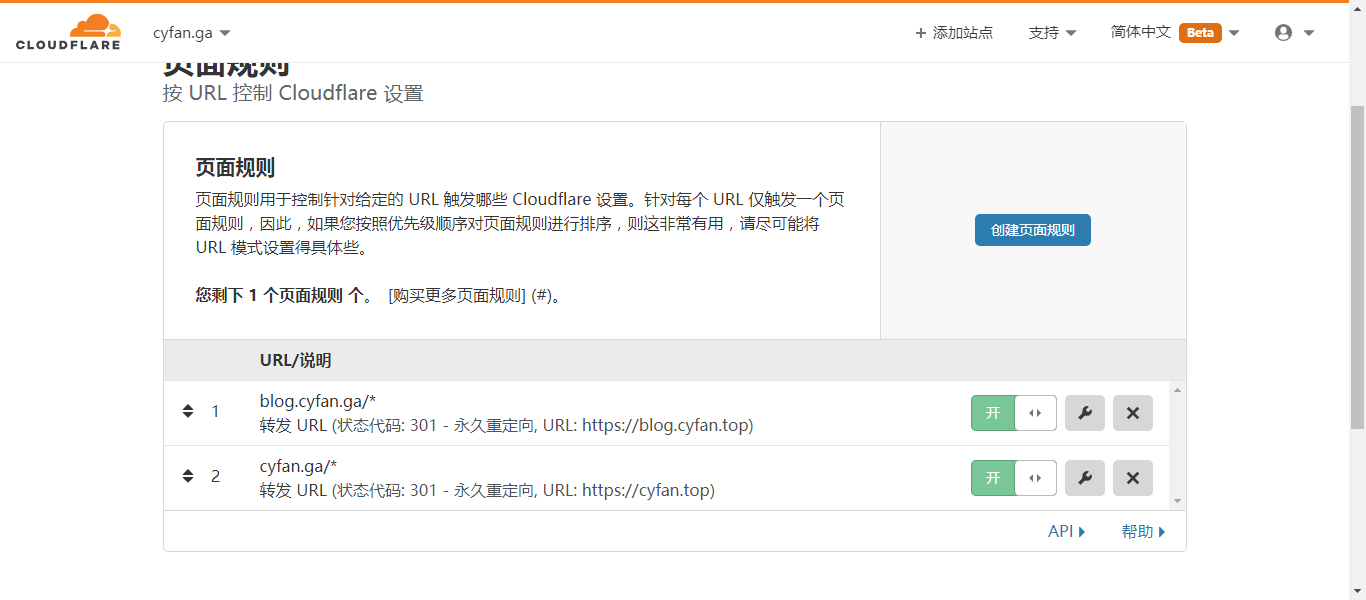 CLOUDFLARE
cyfan.ga
+ 添加站点
支持
简体中文 Beta
页面规则
按 URL 控制 Cloudflare 设置
页面规则
页面规则用于控制针对给定的 URL 触发哪些 Cloudflare 设置。针对每个 URL 仅触发一个页
面规则，因此，如果您按照优先级顺序对页面规则进行排序，则这非常有用，请尽可能将
URL 模式设置得具体些。
您剩下 1 个页面规则 个。 [购买更多页面规则] (#)。
创建页面规则
URL/说明
1
blog.cyfan.ga/*
转发 URL (状态代码: 301 - 永久重定向, URL: https://blog.cyfan.top)
开
2
cyfan.ga/*
转发 URL (状态代码: 301 - 永久重定向, URL: https://cyfan.top)
开
API
帮助